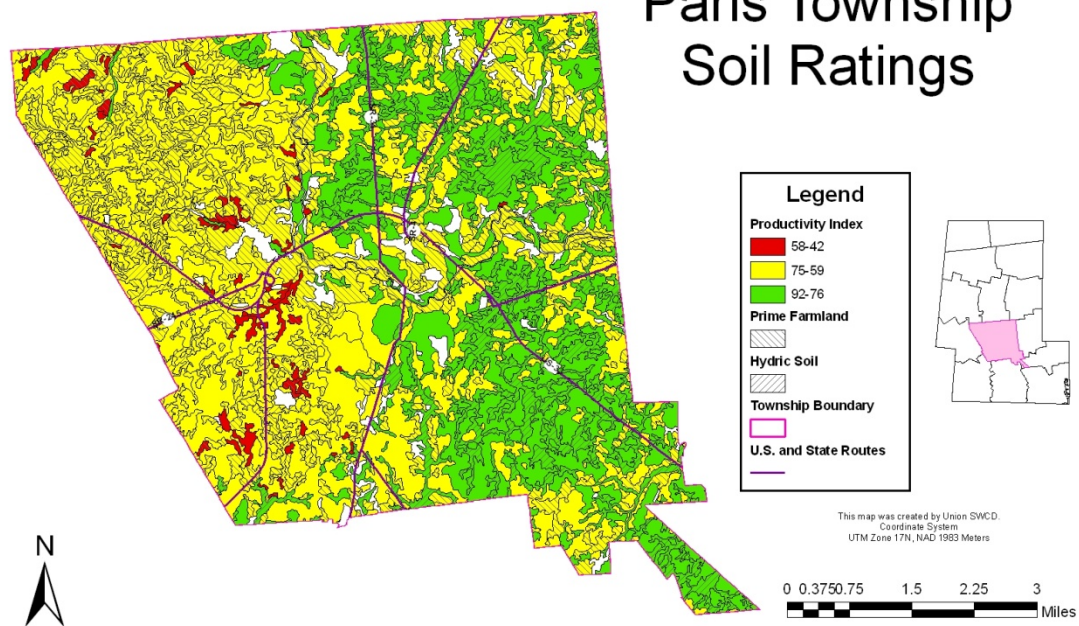 Paris Township
Soil Ratings
Legend
Productivity Index
58-42
75-59
92-76
Prime Farmland
Hydric Soil
Township Boundary
U.S. and State Routes
This map was created by Union SWCD.
Coordinate System
UTM Zone 17N, NAD 1983 Meters
N
0 0.375 0.75 1.5 2.25 3
Miles